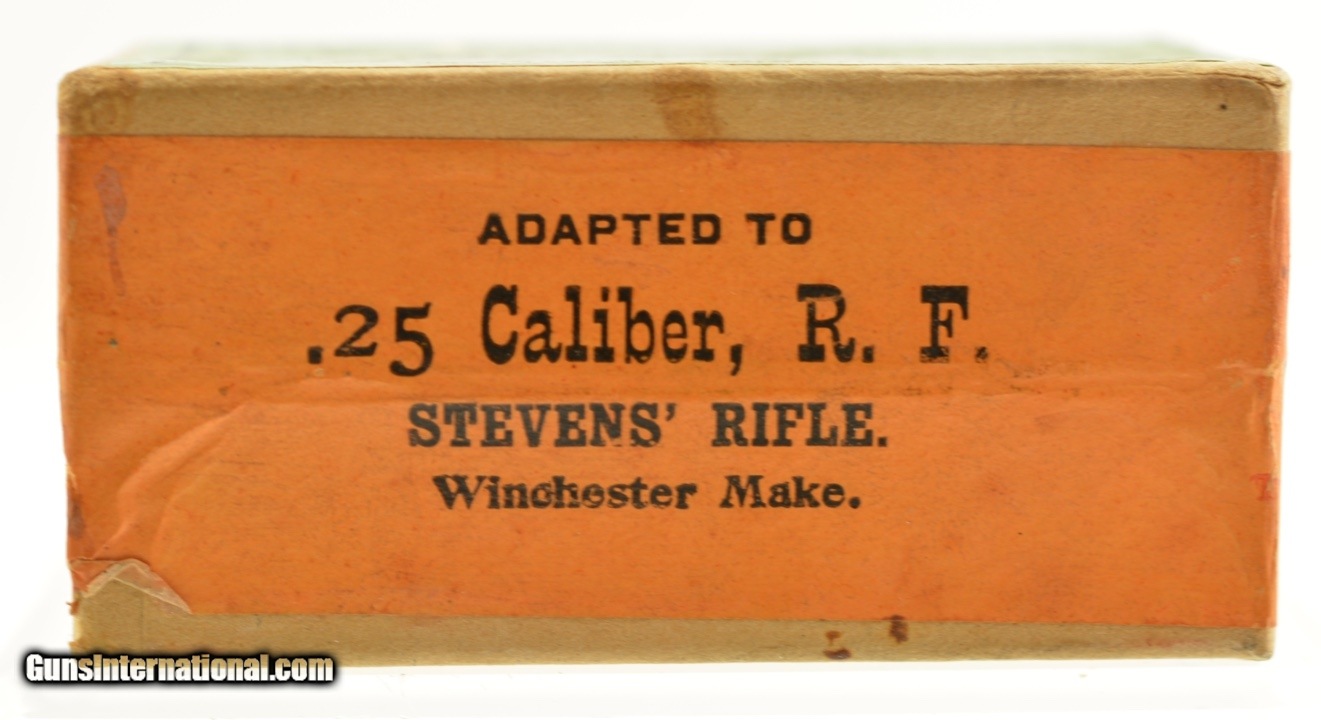 ADAPTED TO
.25 Caliber, R. F.
STEVENS' RIFLE.
Winchester Make.
GunsInternational.com